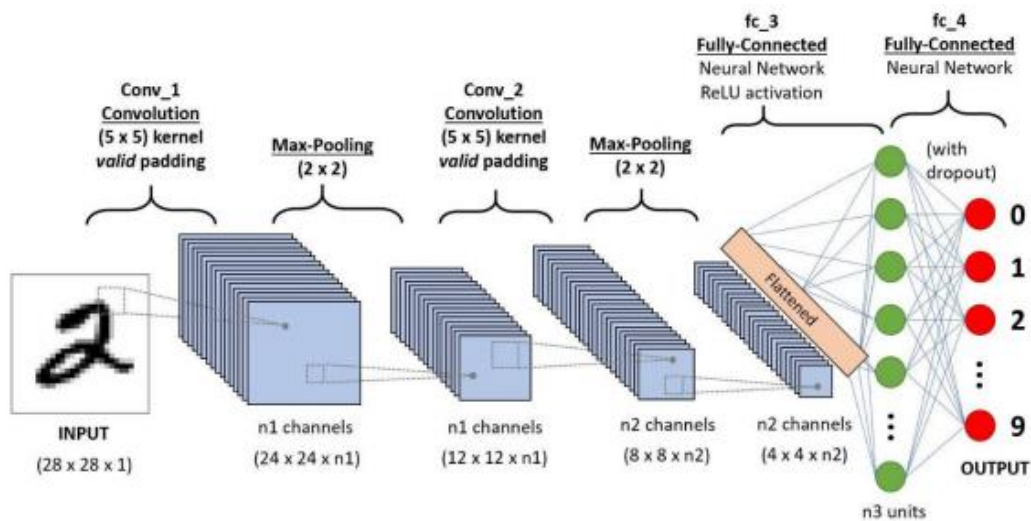 fc_3
Fully-Connected
Neural Network
ReLU activation
fc_4
Fully-Connected
Neural Network
Conv_1
Convolution
(5 x 5) kernel
valid padding
Max-Pooling
(2 x 2)
Conv_2
Convolution
(5 x 5) kernel
valid padding
Max-Pooling
(2 x 2)
(with
dropout)
0
1
2
9
Flattened
INPUT
(28 x 28 x 1)
n1 channels
(24 x 24 x n1)
n1 channels
(12 x 12 x n1)
n2 channels
(8 x 8 x n2)
n2 channels
(4 x 4 x n2)
OUTPUT
n3 units
2